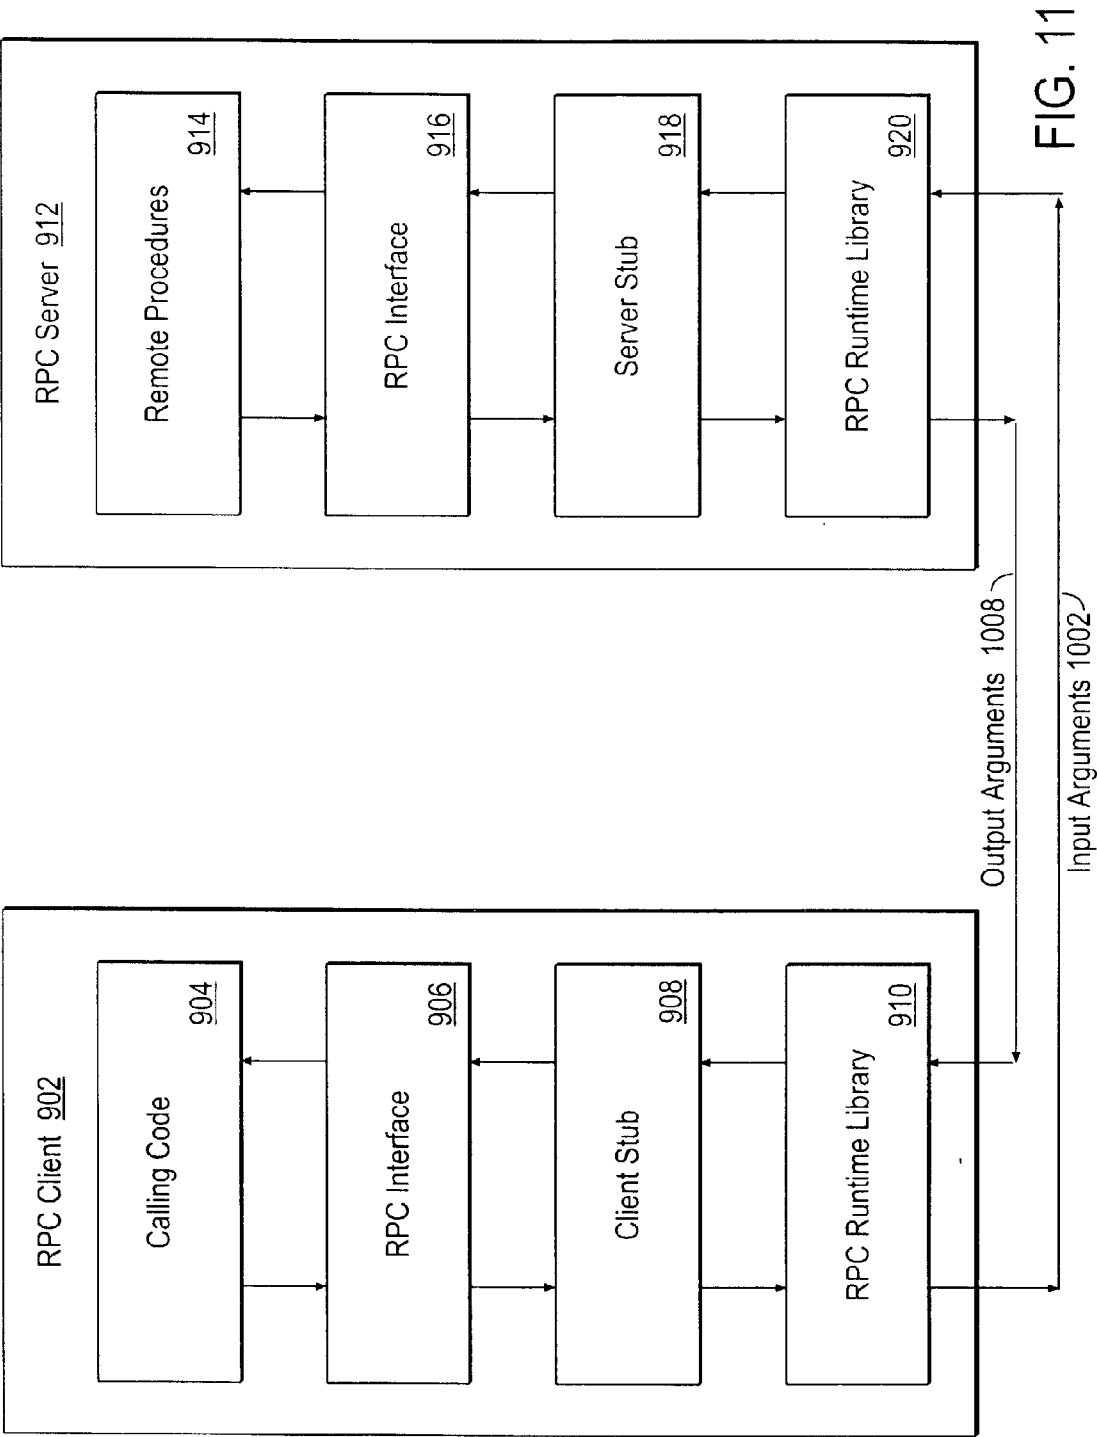 RPC Client 902
Calling Code
904
RPC Interface
906
Client Stub
908
RPC Runtime Library
910
RPC Server 912
Remote Procedures
914
RPC Interface
916
Server Stub
918
RPC Runtime Library
920
Output Arguments 1008
Input Arguments 1002
FIG. 11